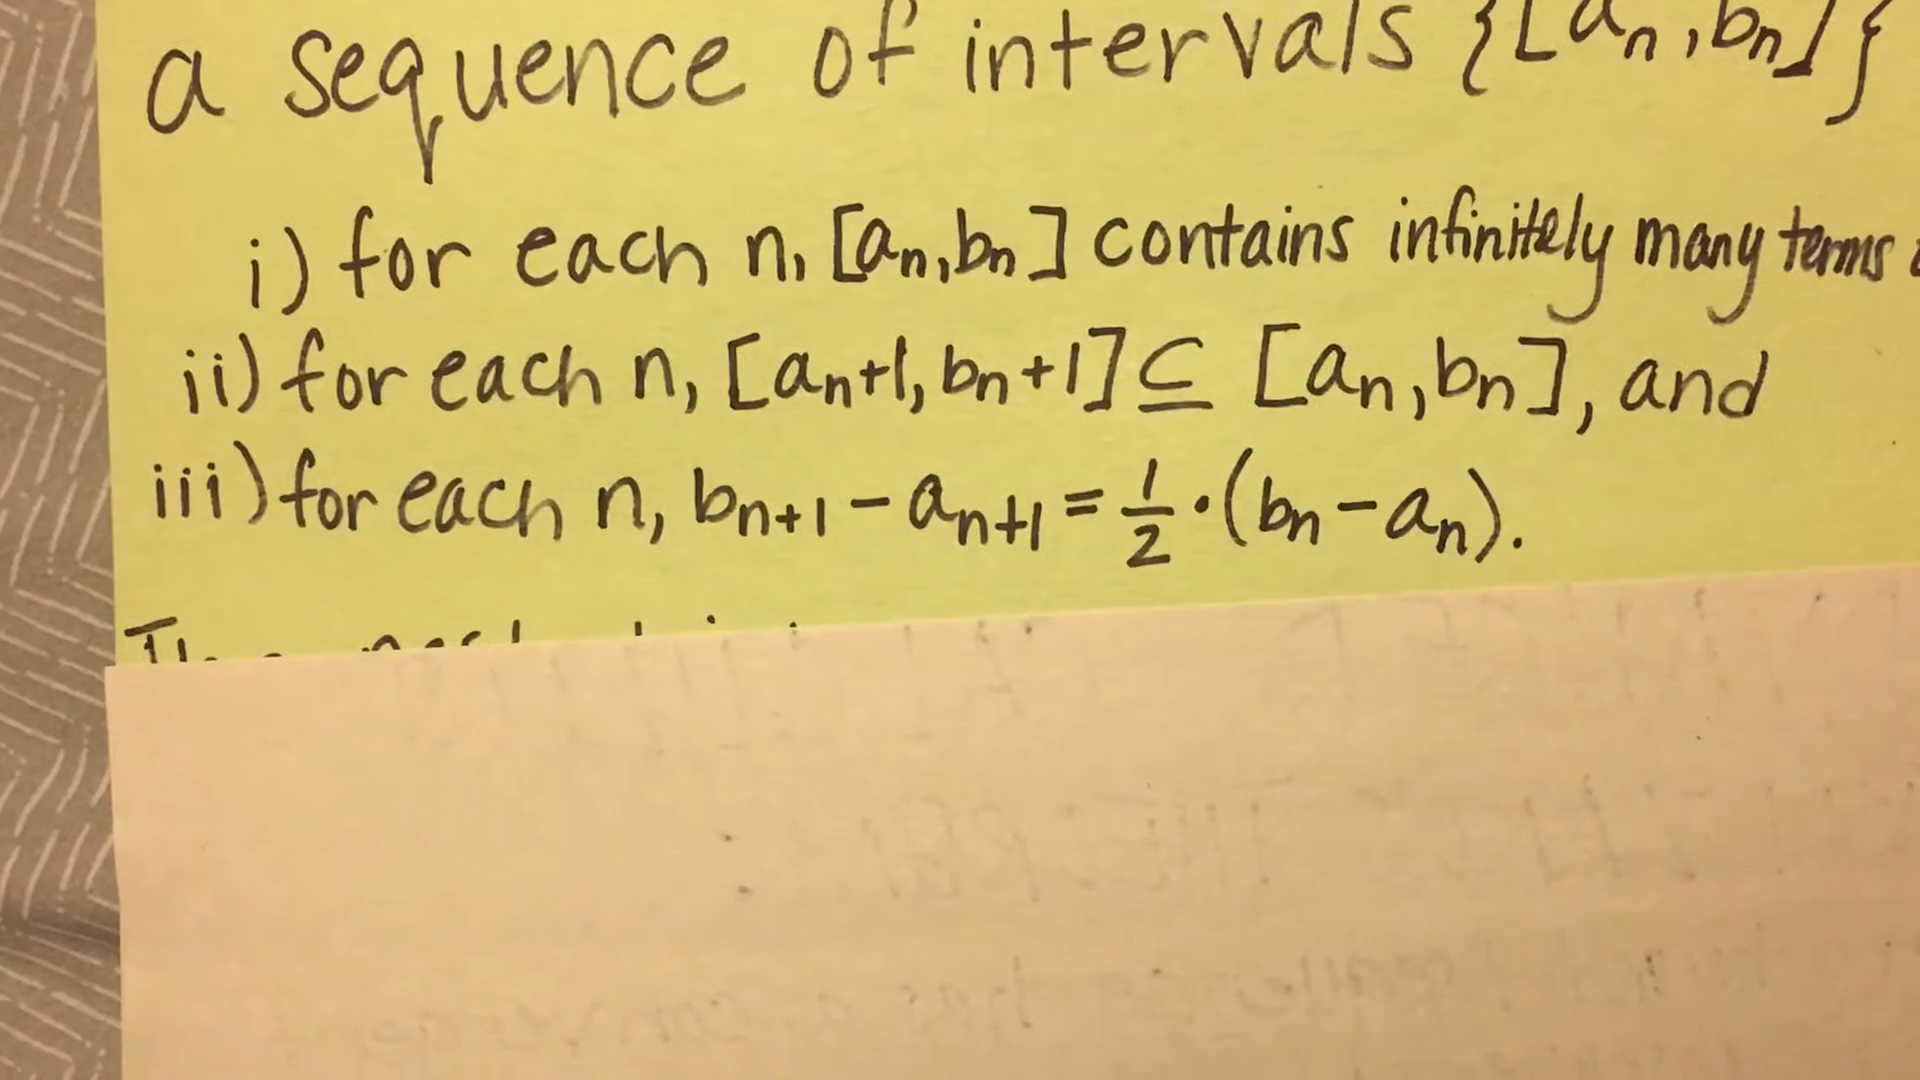 a sequence of intervals {[an,bn]}
i) for each n, [an,bn] contains infinitely many terms
ii) for each n, [an+1, bn+1] ⊆ [an,bn], and
iii) for each n, bn+1 - an+1 = 1/2 · (bn - an).